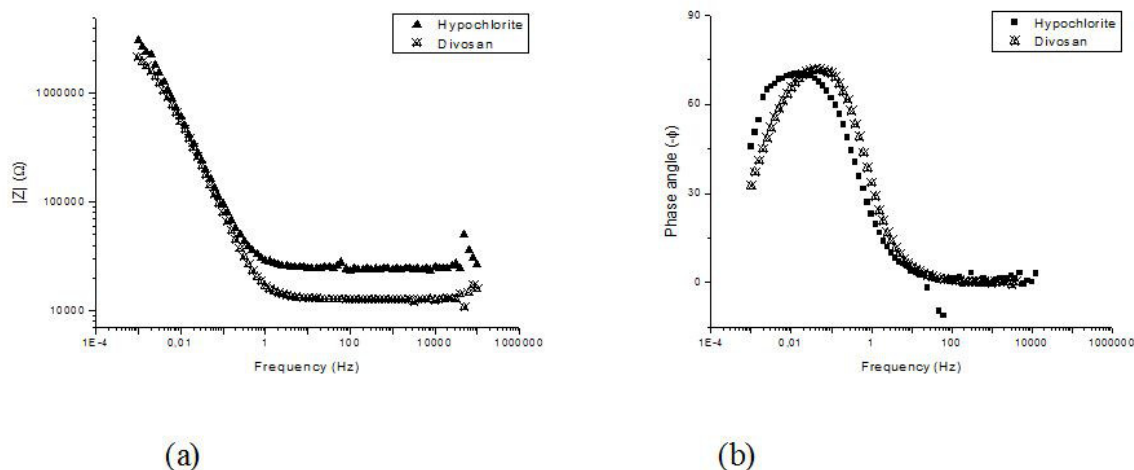 Hypochlorite
Divosan
1000000
100000
10000
|Z| (Ω)
1E-4 0,01 1 100 10000 1000000
Frequency (Hz)
(a)
90
60
30
0
Phase angle (-ϕ)
Hypochlorite
Divosan
1E-4 0,01 1 100 10000 1000000
Frequency (Hz)
(b)